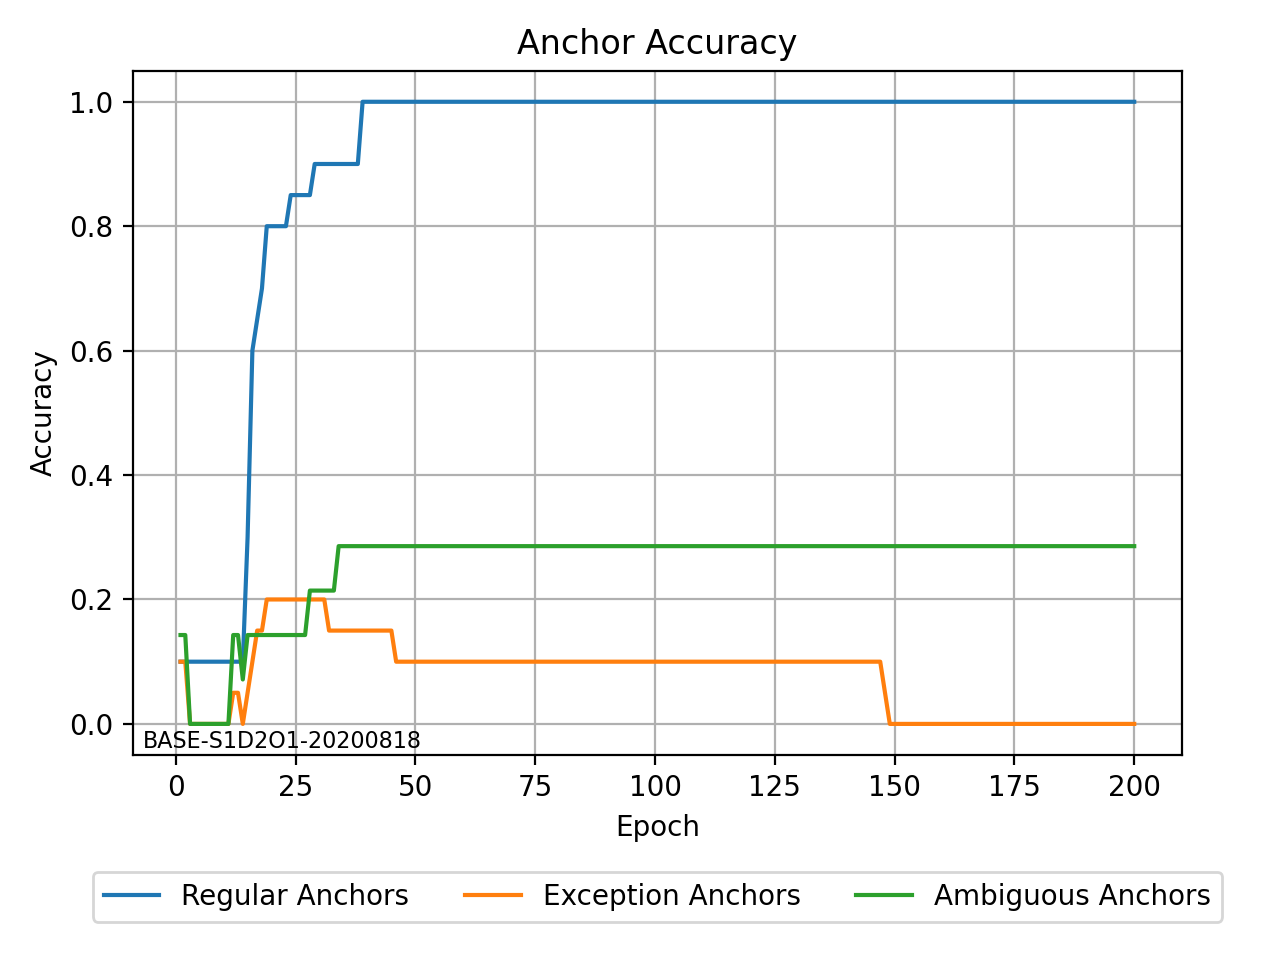 Anchor Accuracy
1.0
0.8
0.6
0.4
0.2
0.0
Accuracy
BASE-S1D2O1-20200818
0 25 50 75 100 125 150 175 200
Epoch
Regular Anchors Exception Anchors Ambiguous Anchors